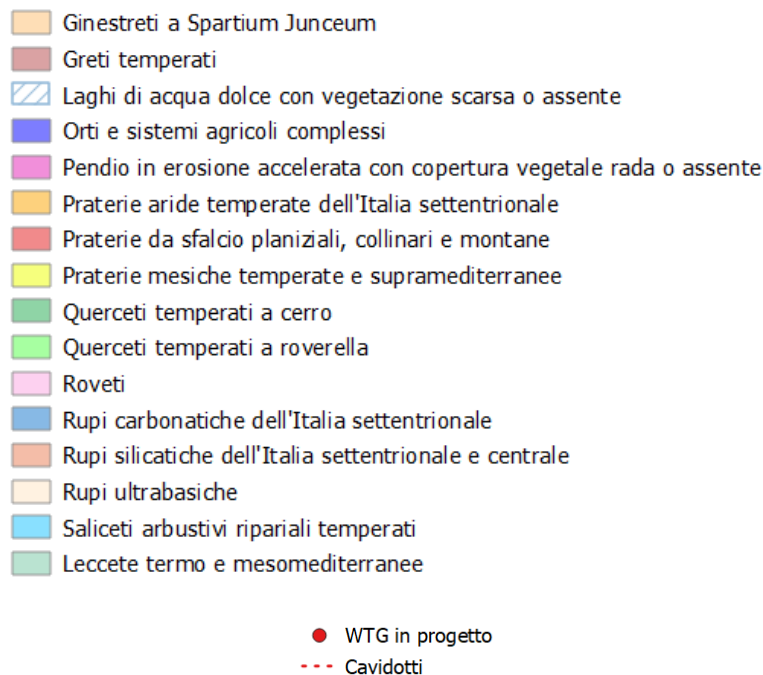 Ginestreti a Spartium Junceum
Greti temperati
Laghi di acqua dolce con vegetazione scarsa o assente
Orti e sistemi agricoli complessi
Pendio in erosione accelerata con copertura vegetale rada o assente
Praterie aride temperate dell'Italia settentrionale
Praterie da sfalcio planiziali, collinari e montane
Praterie mesiche temperate e supramediterranee
Querceti temperati a cerro
Querceti temperati a roverella
Roveti
Rupi carbonatiche dell'Italia settentrionale
Rupi silicatiche dell'Italia settentrionale e centrale
Rupi ultrabasiche
Saliceti arbustivi ripariali temperati
Leccete termo e mesomediterranee
WTG in progetto
Cavidotti